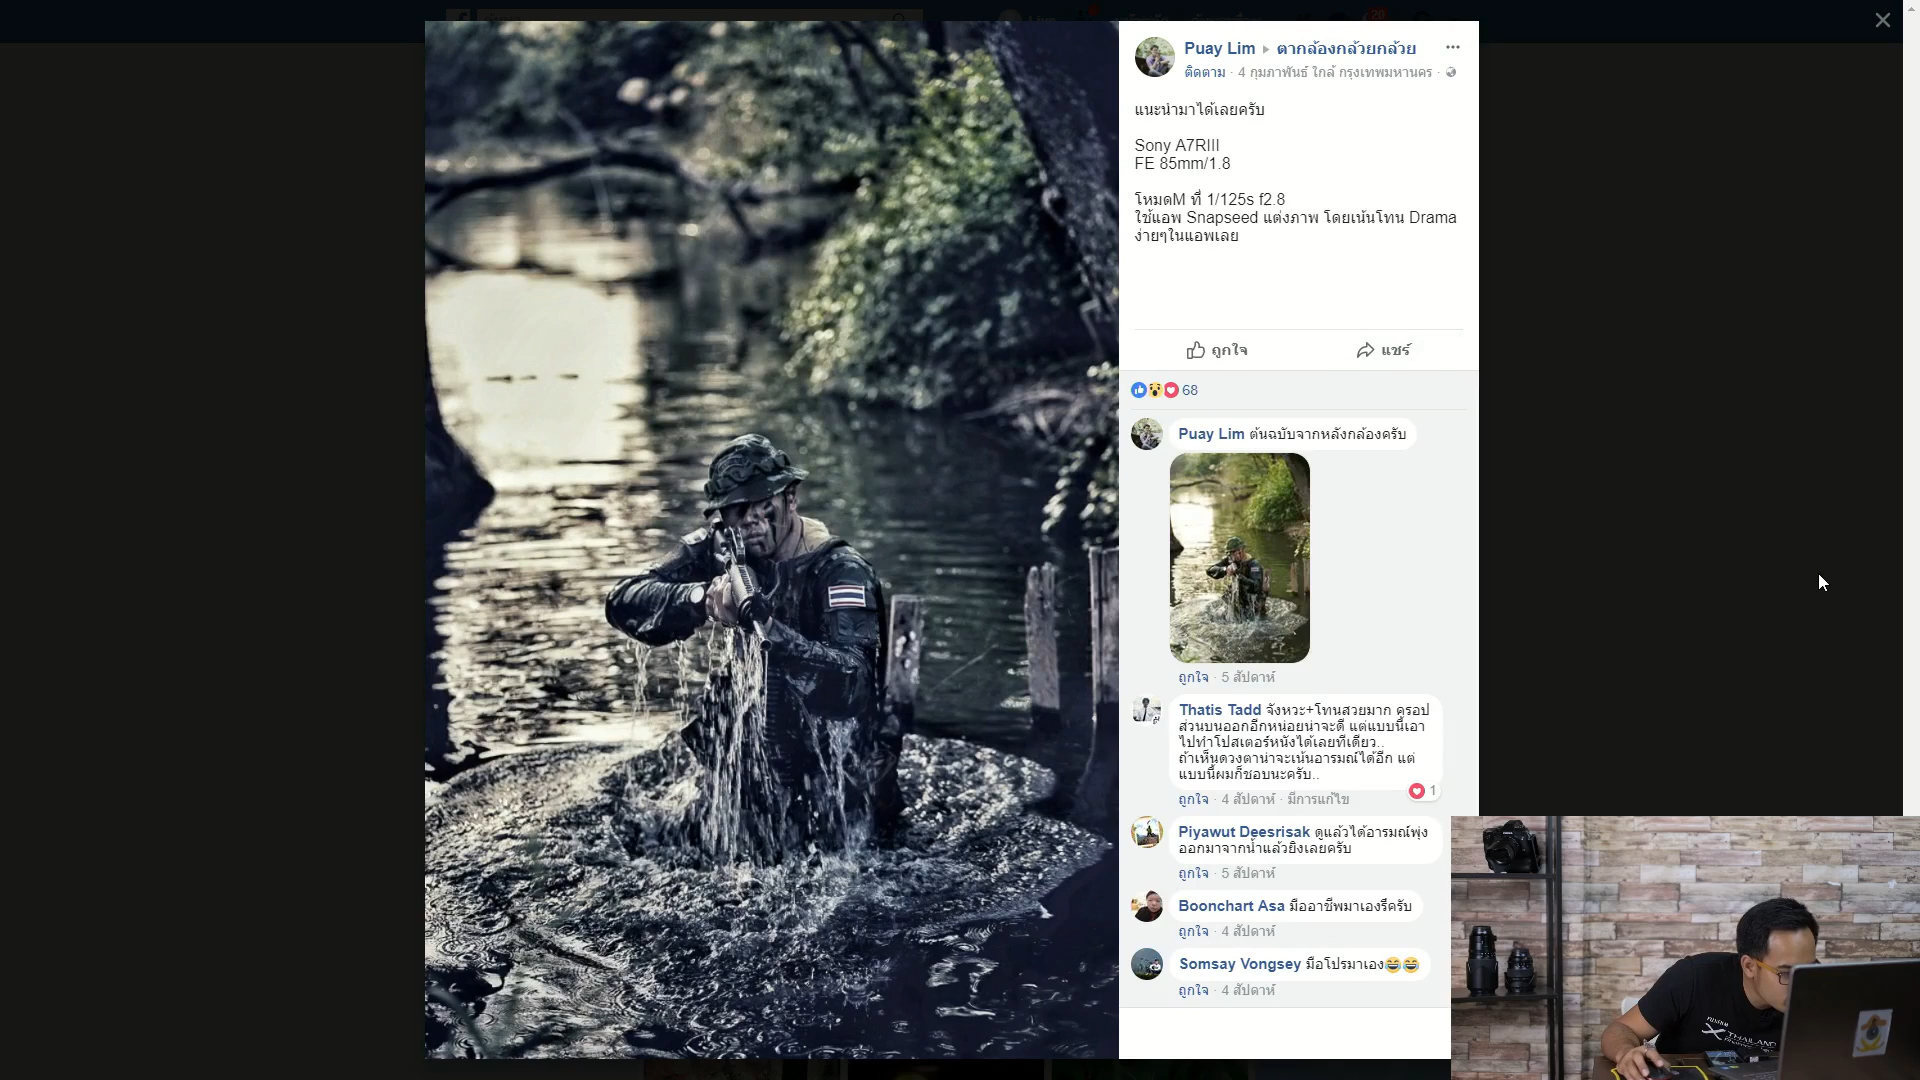 Puay Lim ▸ ตากล้องกล้วยกล้วย
ติดตาม · 4 กุมภาพันธ์ ใกล้ กรุงเทพมหานคร ·
แนะนำมาได้เลยครับ
Sony A7RIII
FE 85mm/1.8
โหมดM ที่ 1/125s f2.8
ใช้แอพ Snapseed แต่งภาพ โดยเน้นโทน Drama
ง่ายๆในแอพเลย
ถูกใจ
แชร์
68
Puay Lim ต้นฉบับจากหลังกล้องครับ
ถูกใจ · 5 สัปดาห์
Thatis Tadd จังหวะ+โทนสวยมาก ครอป
ส่วนบนออกอีกหน่อยน่าจะดี แต่แบบนี้เอา
ไปทำโปสเตอร์หนังได้เลยทีเดียว..
ถ้าเห็นดวงตาน่าจะเน้นอารมณ์ได้อีก แต่
แบบนี้ผมก็ชอบนะครับ..
1
ถูกใจ · 4 สัปดาห์ · มีการแก้ไข
Piyawut Deesrisak ดูแล้วได้อารมณ์พุ่ง
ออกมาจากน้ำแล้วยิงเลยครับ
ถูกใจ · 5 สัปดาห์
Boonchart Asa มืออาชีพมาเองรึครับ
ถูกใจ · 4 สัปดาห์
Somsay Vongsey มือโปรมาเอง😂😂
ถูกใจ · 4 สัปดาห์
X THAILAND